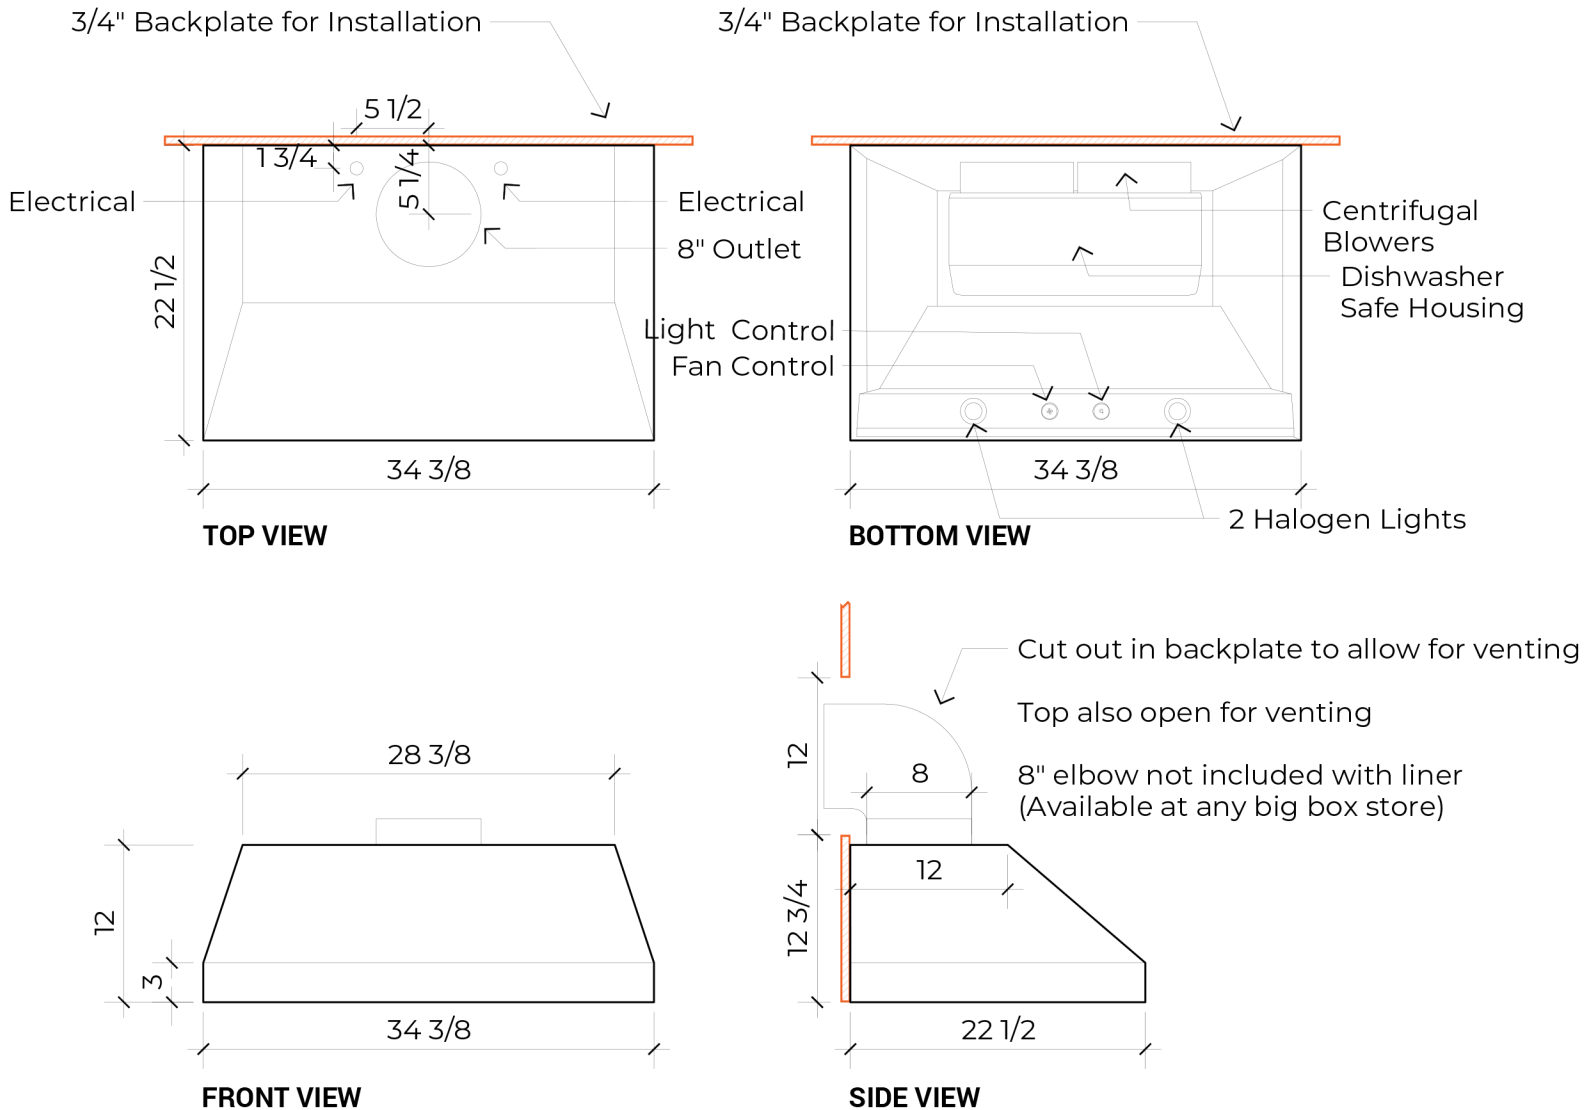 3/4" Backplate for Installation
5 1/2
1 3/4
5 1/4
Electrical
Electrical
8" Outlet
22 1/2
34 3/8
TOP VIEW
3/4" Backplate for Installation
Centrifugal
Blowers
Dishwasher
Safe Housing
Light Control
Fan Control
34 3/8
2 Halogen Lights
BOTTOM VIEW
28 3/8
12
3
34 3/8
FRONT VIEW
Cut out in backplate to allow for venting
Top also open for venting
8" elbow not included with liner
(Available at any big box store)
12
8
12
12 3/4
22 1/2
SIDE VIEW